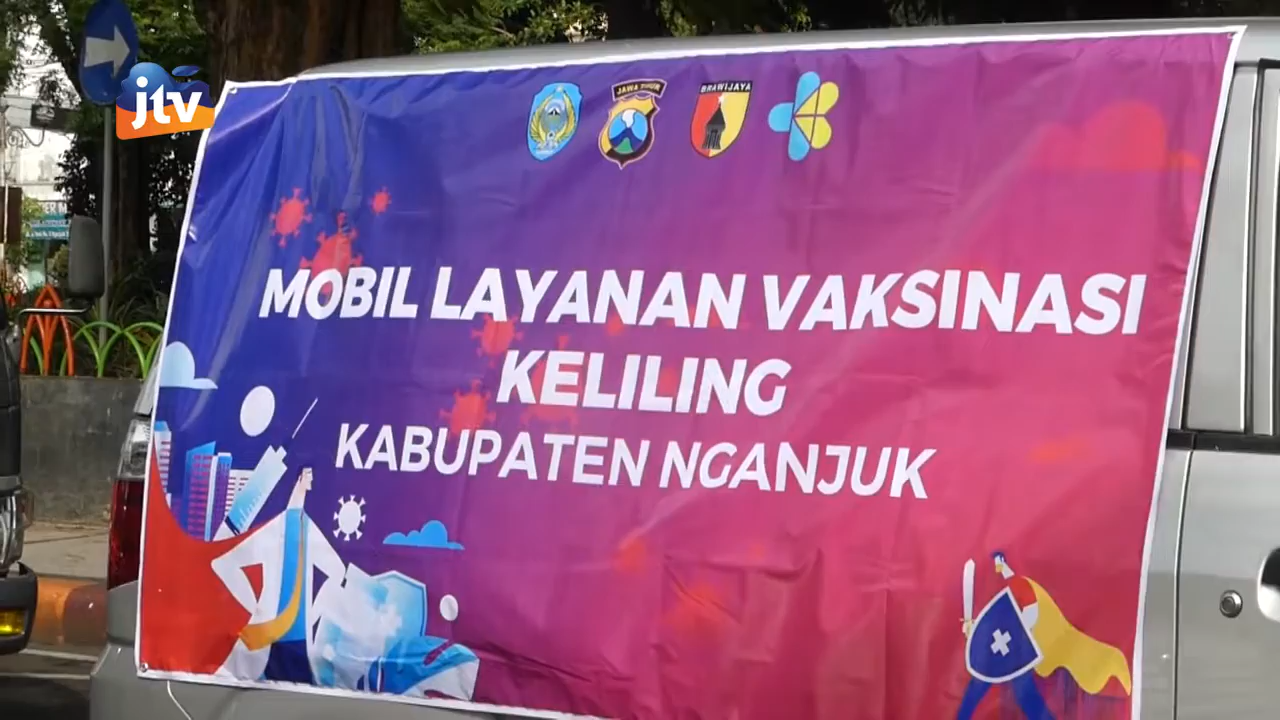 jtv
JAWA TIMUR
BRAWIJAYA
MOBIL LAYANAN VAKSINASI
KELILING
KABUPATEN NGANJUK